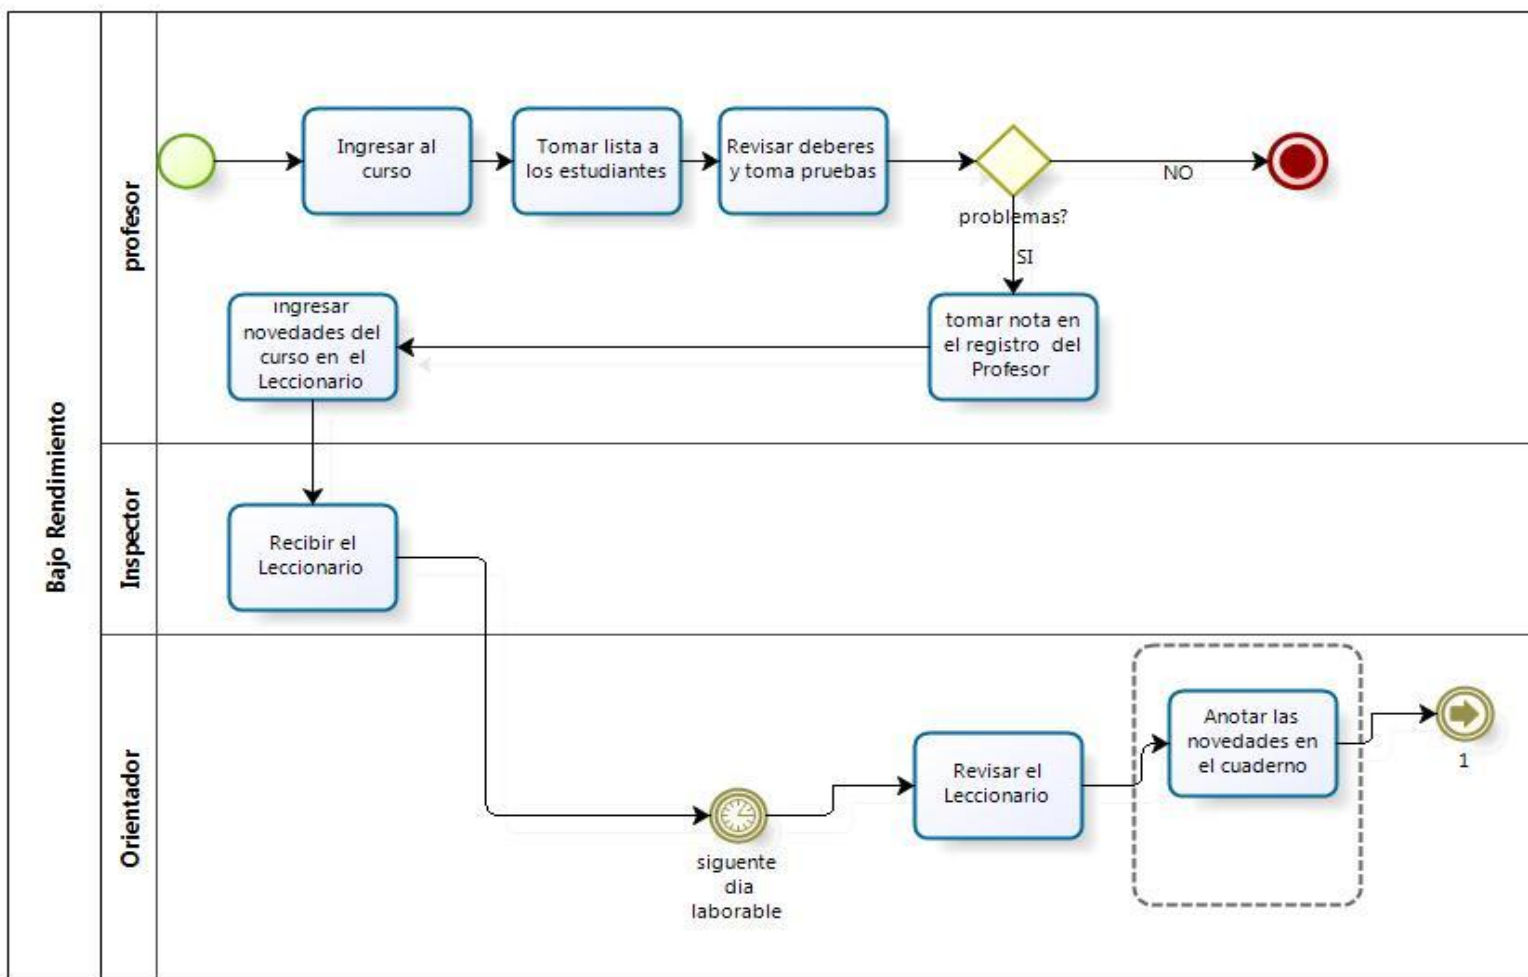 Bajo Rendimiento
profesor
Ingresar al
curso
Tomar lista a
los estudiantes
Revisar deberes
y toma pruebas
problemas?
NO
SI
tomar nota en
el registro  del
Profesor
ingresar
novedades del
curso en  el
Leccionario
Inspector
Recibir el
Leccionario
Orientador
siguente
dia
laborable
Revisar el
Leccionario
Anotar las
novedades en
el cuaderno
1